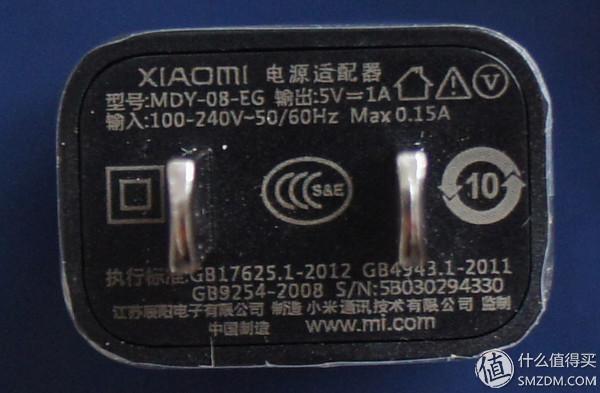 XIAOMI 电源适配器
型号:MDY-08-EG 输出:5V⎓1A
输入:100-240V~50/60Hz Max 0.15A
V
S&E
10
执行标准:GB17625.1-2012 GB4943.1-2011
GB9254-2008 S/N:5B030294330
江苏辰阳电子有限公司 制造 小米通讯技术有限公司 监制
中国制造 www.mi.com
值 什么值得买
SMZDM.COM